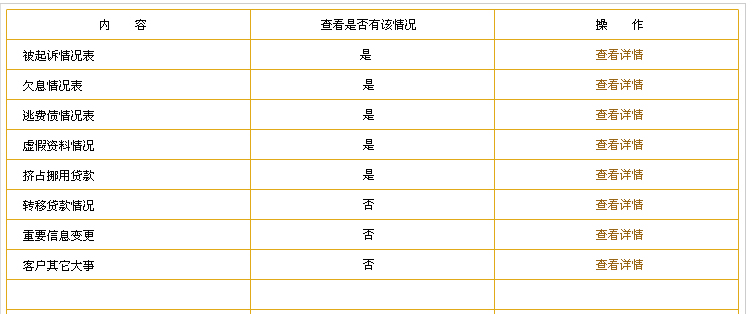 内 容 查看是否有该情况 操 作
被起诉情况表 是 查看详情
欠息情况表 是 查看详情
逃费债情况表 是 查看详情
虚假资料情况 是 查看详情
挤占挪用贷款 是 查看详情
转移贷款情况 否 查看详情
重要信息变更 否 查看详情
客户其它大事 否 查看详情